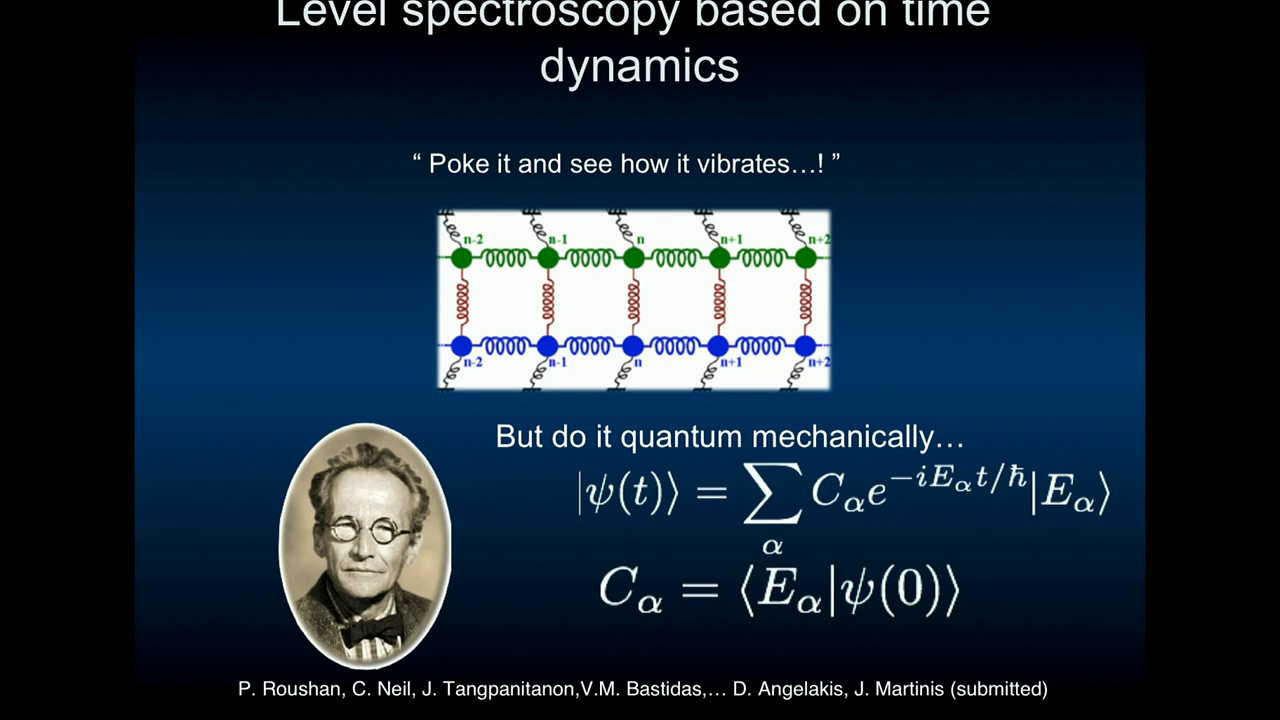 Level spectroscopy based on time
dynamics
“ Poke it and see how it vibrates…! ”
n-2 n-1 n n+1 n+2
n-2 n-1 n n+1 n+2
But do it quantum mechanically…
|ψ(t)⟩ = ∑_α C_α e^{−iE_α t/ħ} |E_α⟩
C_α = ⟨E_α|ψ(0)⟩
P. Roushan, C. Neil, J. Tangpanitanon,V.M. Bastidas,… D. Angelakis, J. Martinis (submitted)